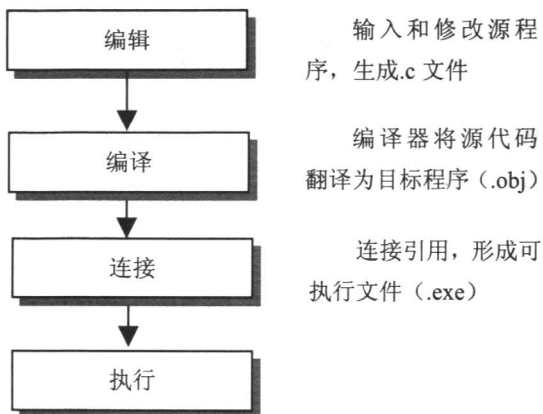 编辑
输入和修改源程
序，生成.c 文件
编译
编译器将源代码
翻译为目标程序（.obj）
连接
连接引用，形成可
执行文件（.exe）
执行